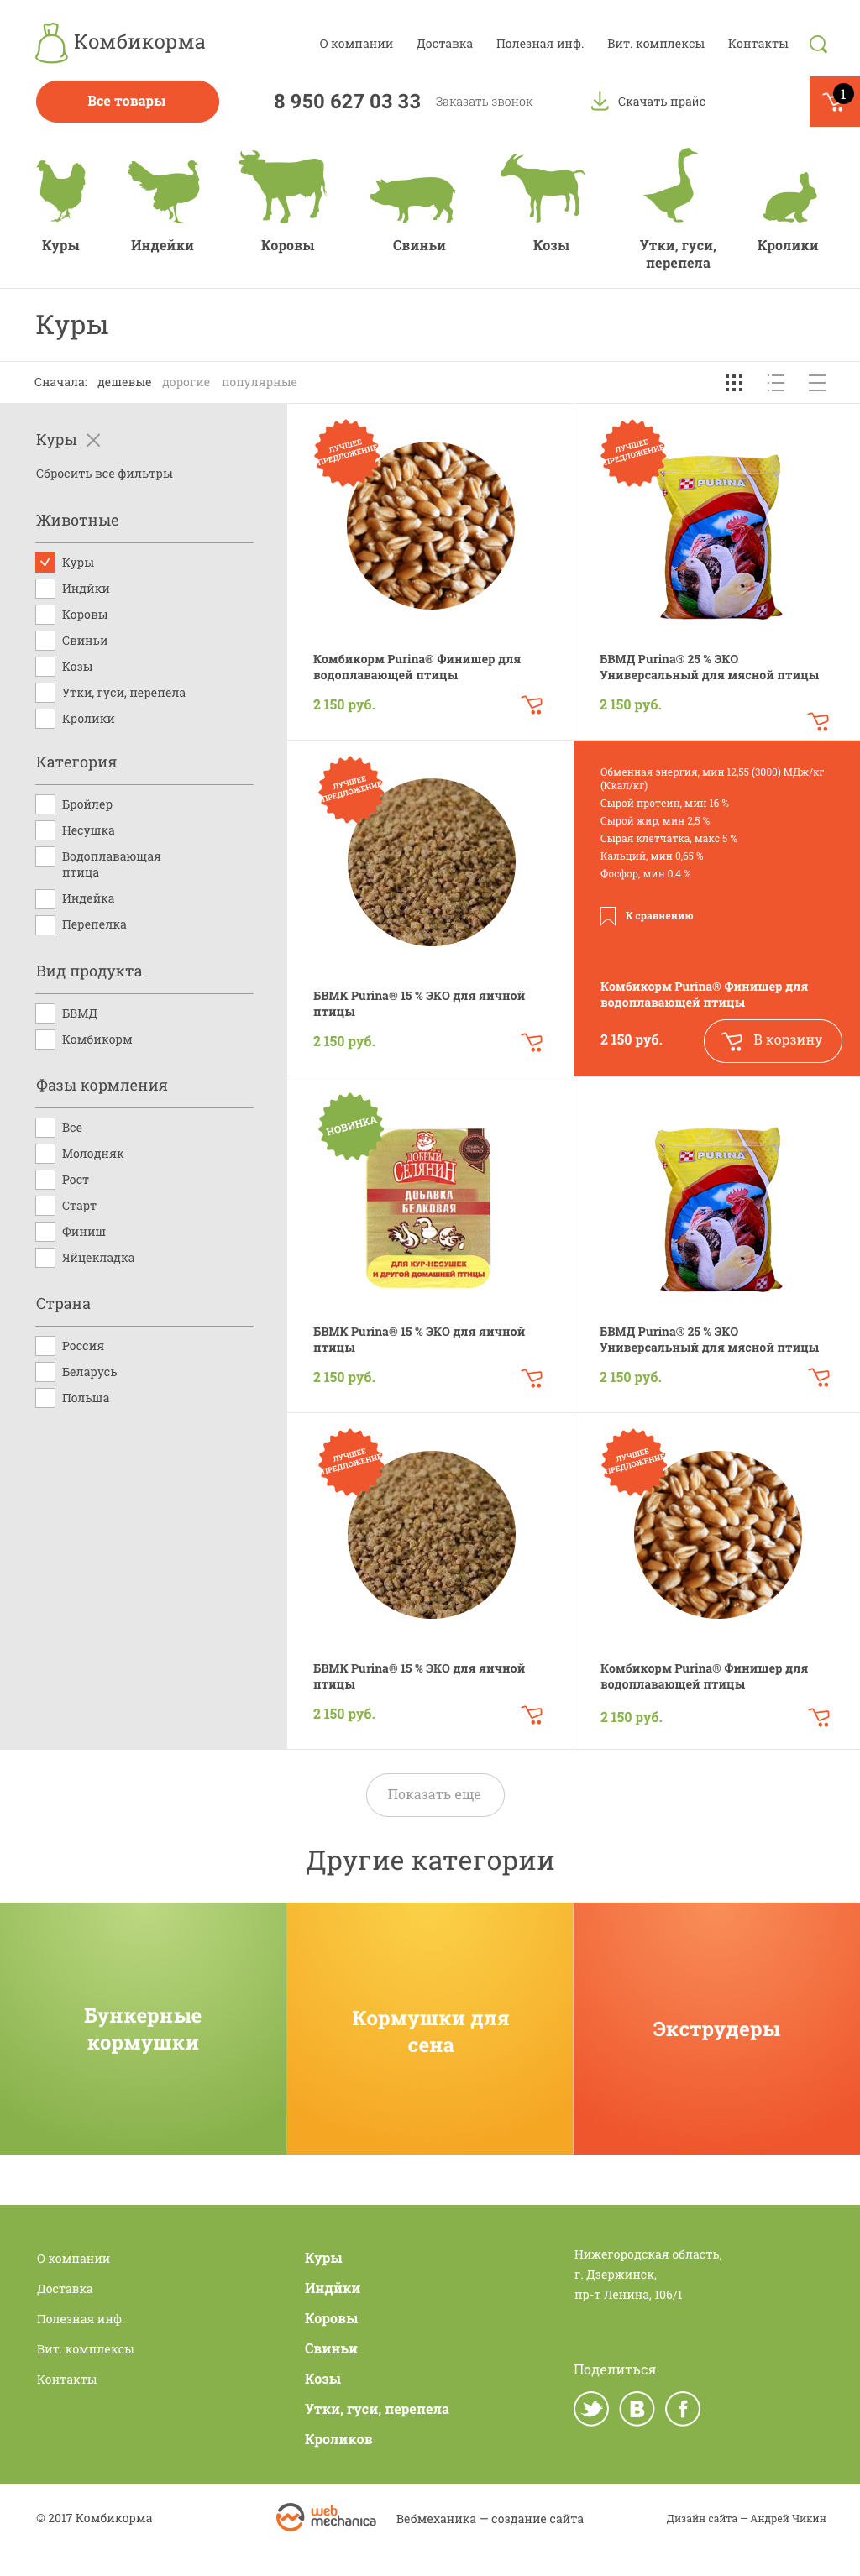 Комбикорма
О компании
Доставка
Полезная инф.
Вит. комплексы
Контакты
Все товары
8 950 627 03 33
Заказать звонок
Скачать прайс
1
Куры
Индейки
Коровы
Свиньи
Козы
Утки, гуси,
перепела
Кролики
Куры
Сначала:
дешевые
дорогие
популярные
Куры
Сбросить все фильтры
Животные
Куры
Индйки
Коровы
Свиньи
Козы
Утки, гуси, перепела
Кролики
Категория
Бройлер
Несушка
Водоплавающая
птица
Индейка
Перепелка
Вид продукта
БВМД
Комбикорм
Фазы кормления
Все
Молодняк
Рост
Старт
Финиш
Яйцекладка
Страна
Россия
Беларусь
Польша
ЛУЧШЕЕ
ПРЕДЛОЖЕНИЕ
Комбикорм Purina® Финишер для
водоплавающей птицы
2 150 руб.
ЛУЧШЕЕ
ПРЕДЛОЖЕНИЕ
PURINA
БВМД Purina® 25 % ЭКО
Универсальный для мясной птицы
2 150 руб.
ЛУЧШЕЕ
ПРЕДЛОЖЕНИЕ
БВМК Purina® 15 % ЭКО для яичной
птицы
2 150 руб.
Обменная энергия, мин 12,55 (3000) МДж/кг
(Ккал/кг)
Сырой протеин, мин 16 %
Сырой жир, мин 2,5 %
Сырая клетчатка, макс 5 %
Кальций, мин 0,65 %
Фосфор, мин 0,4 %
К сравнению
Комбикорм Purina® Финишер для
водоплавающей птицы
2 150 руб.
В корзину
НОВИНКА
ДОБРЫЙ
СЕЛЯНИН
ДОБАВКА
БЕЛКОВАЯ
ДЛЯ КУР-НЕСУШЕК
И ДРУГОЙ ДОМАШНЕЙ ПТИЦЫ
БВМК Purina® 15 % ЭКО для яичной
птицы
2 150 руб.
PURINA
БВМД Purina® 25 % ЭКО
Универсальный для мясной птицы
2 150 руб.
ЛУЧШЕЕ
ПРЕДЛОЖЕНИЕ
БВМК Purina® 15 % ЭКО для яичной
птицы
2 150 руб.
ЛУЧШЕЕ
ПРЕДЛОЖЕНИЕ
Комбикорм Purina® Финишер для
водоплавающей птицы
2 150 руб.
Показать еще
Другие категории
Бункерные
кормушки
Кормушки для
сена
Экструдеры
О компании
Доставка
Полезная инф.
Вит. комплексы
Контакты
Куры
Индйки
Коровы
Свиньи
Козы
Утки, гуси, перепела
Кроликов
Нижегородская область,
г. Дзержинск,
пр-т Ленина, 106/1
Поделиться
В
f
© 2017 Комбикорма
web
mechanica
Вебмеханика — создание сайта
Дизайн сайта — Андрей Чикин